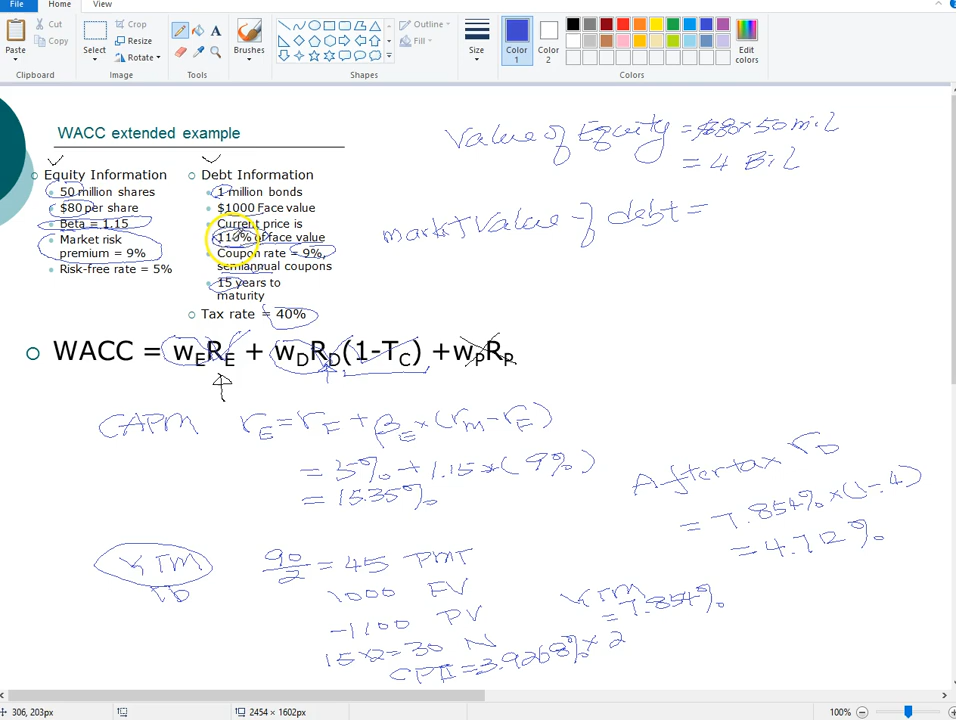 File Home View
Cut
Copy
Paste
Clipboard
Select
Crop
Resize
Rotate
Image
A
Tools
Brushes
Outline
Fill
Shapes
Size
Color 1
Color 2
Edit colors
Colors
WACC extended example
Equity Information
50 million shares
$80 per share
Beta = 1.15
Market risk
premium = 9%
Risk-free rate = 5%
Debt Information
1 million bonds
$1000 Face value
Current price is
110% of face value
Coupon rate = 9%,
semiannual coupons
15 years to
maturity
Tax rate = 40%
Value of Equity = $80 x 50 mil
= 4 Bil
market Value of debt =
WACC = wERE + wDRD(1-TC) +wPRP
CAPM rE = rF + βE x (rm - rF)
= 5% + 1.15 x (9%)
= 15.35%
After tax rD
= 7.854% x (1-.4)
= 4.712%
YTM
rD
90/2 = 45 PMT
1000 FV
-1100 PV
15 x 2 = 30 N
CPT I = 3.9268% x 2
YTM
= 7.854%
306, 203px
2454 × 1602px
100%